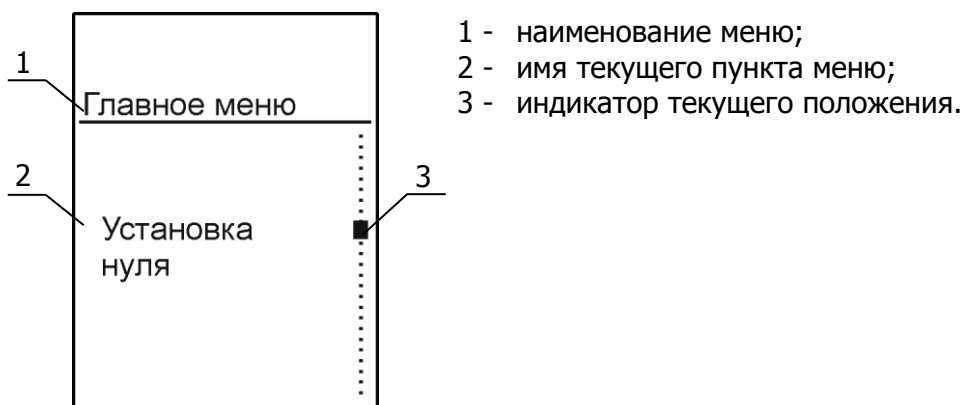 1 - наименование меню;
2 - имя текущего пункта меню;
3 - индикатор текущего положения.
1
Главное меню
2
3
Установка
нуля